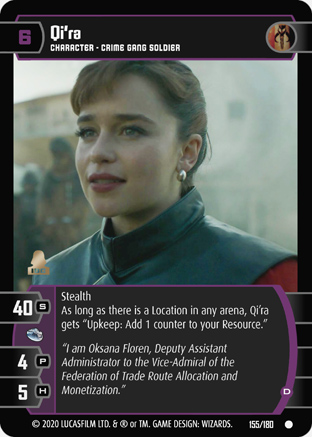 6
Qi'ra
CHARACTER - CRIME GANG SOLDIER
40 S
Stealth
As long as there is a Location in any arena, Qi'ra
gets “Upkeep: Add 1 counter to your Resource.”
4 P
“I am Oksana Floren, Deputy Assistant
Administrator to the Vice-Admiral of the
Federation of Trade Route Allocation and
Monetization.”
5 H
D
© 2020 LUCASFILM LTD. & ® or TM. GAME DESIGN: WIZARDS.
155/180